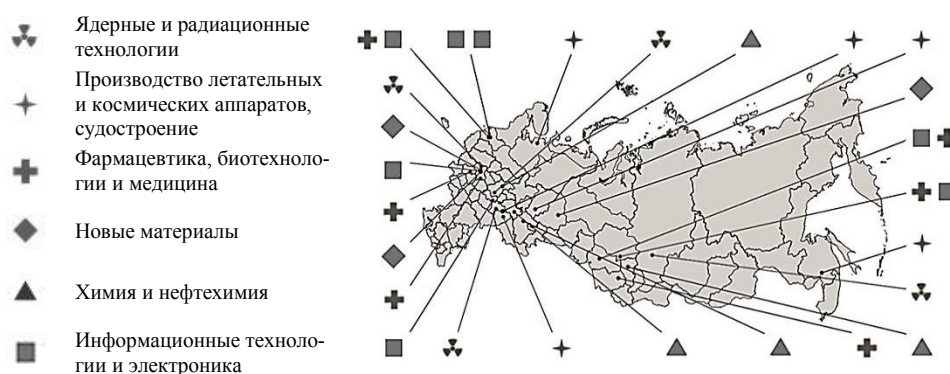 Ядерные и радиационные
технологии
Производство летательных
и космических аппаратов,
судостроение
Фармацевтика, биотехноло-
гии и медицина
Новые материалы
Химия и нефтехимия
Информационные техноло-
гии и электроника